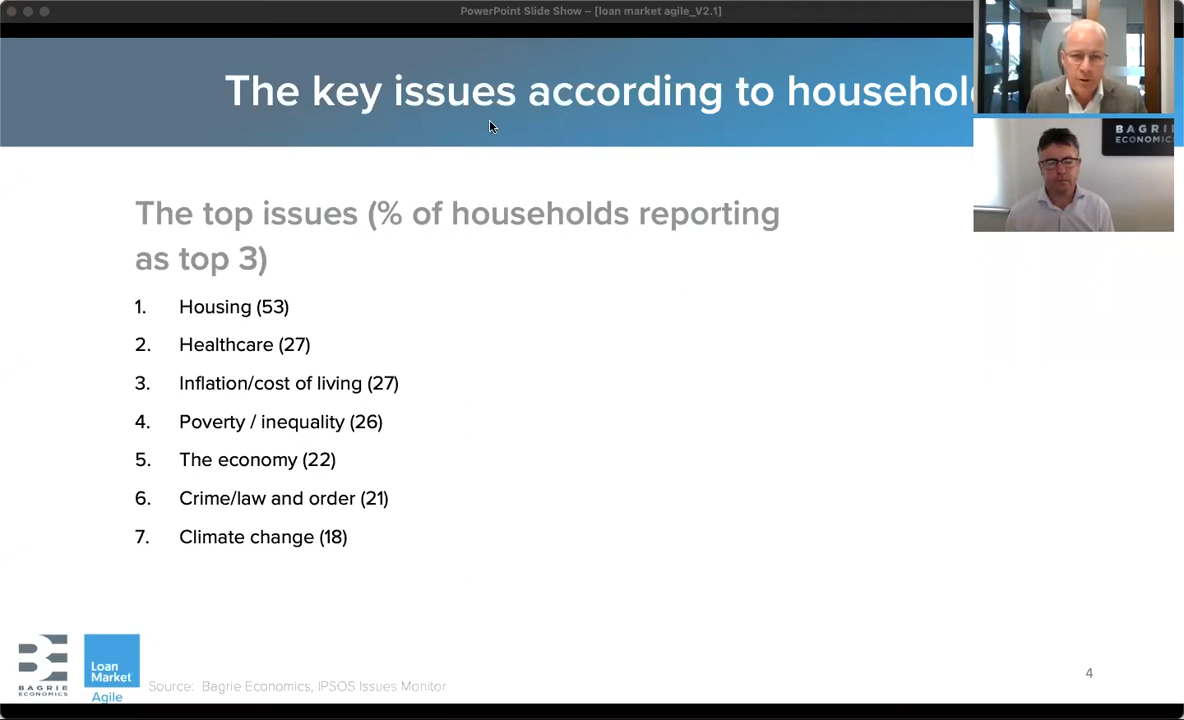 PowerPoint Slide Show – [loan market agile_V2.1]
The key issues according to househol
BAGRI
ECONOMICS
The top issues (% of households reporting
as top 3)
1. Housing (53)
2. Healthcare (27)
3. Inflation/cost of living (27)
4. Poverty / inequality (26)
5. The economy (22)
6. Crime/law and order (21)
7. Climate change (18)
BE
BAGRIE
ECONOMICS
Loan
Market
Agile
Source: Bagrie Economics, IPSOS Issues Monitor
4